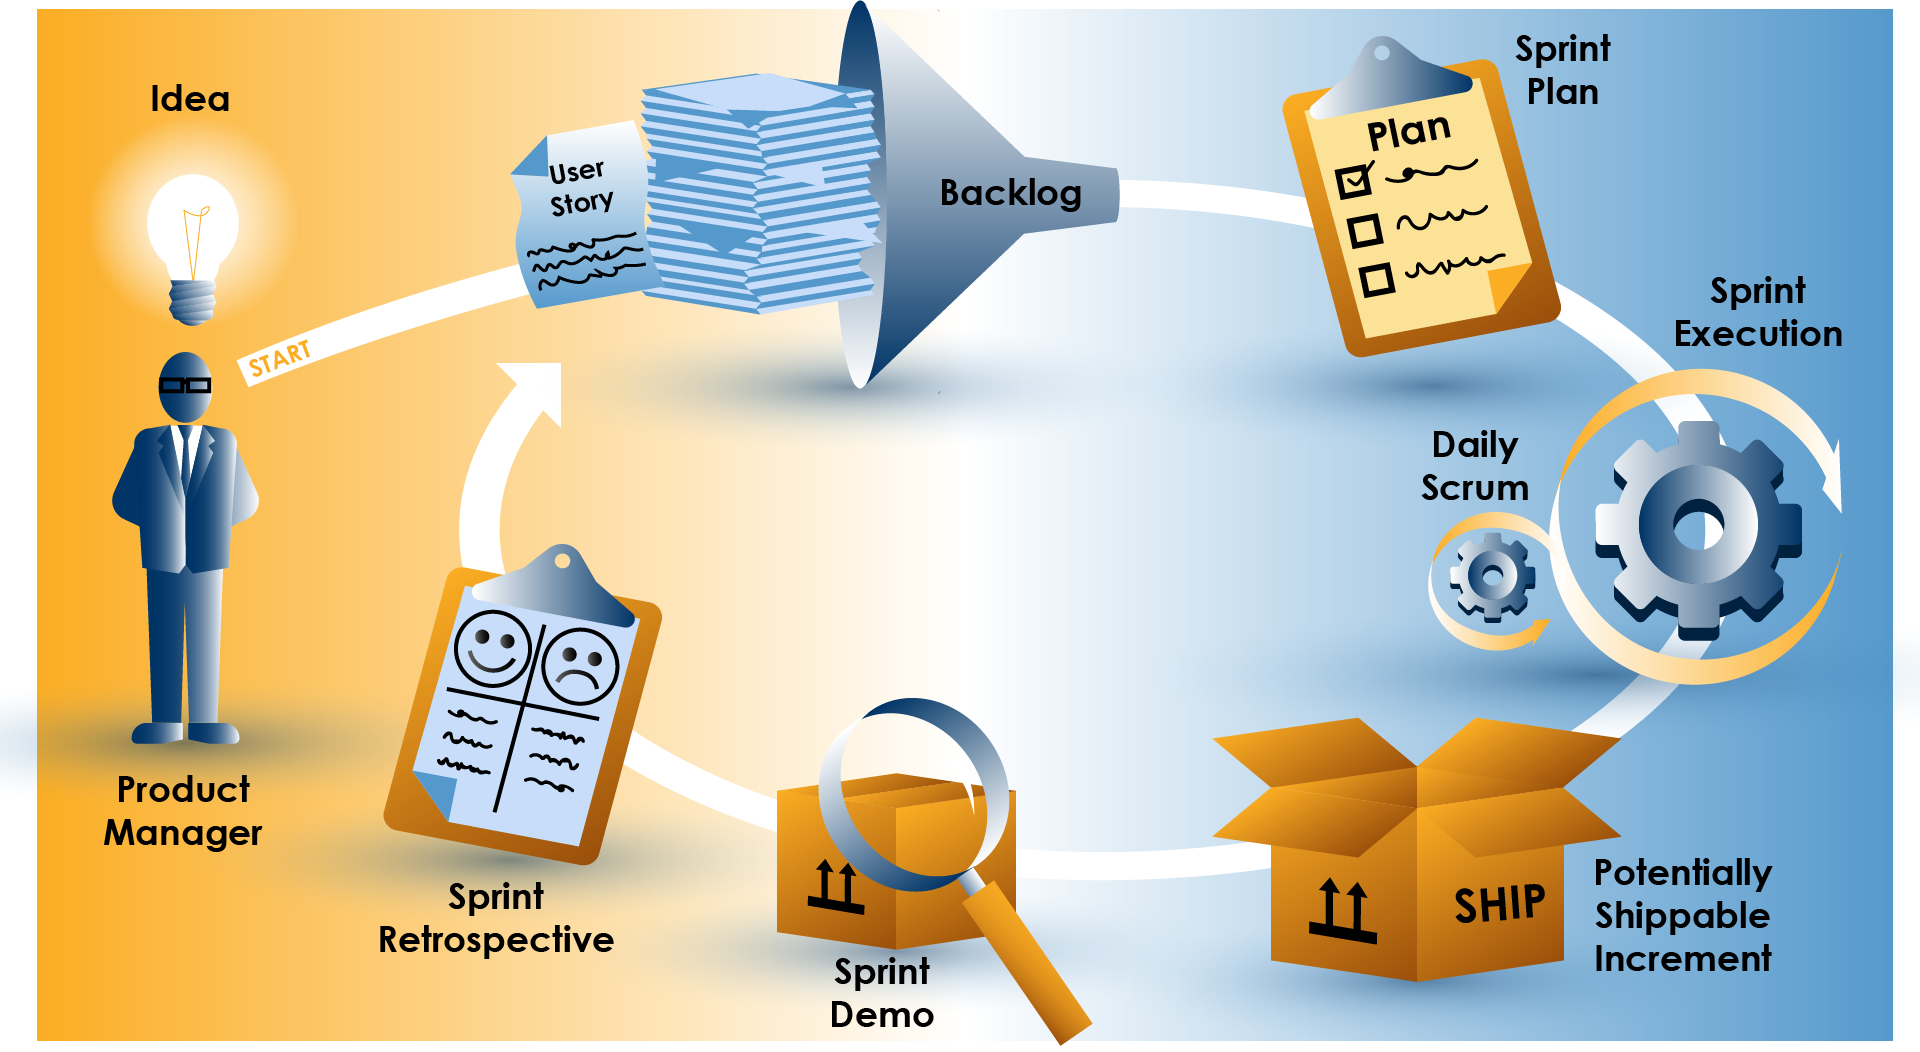 Idea
START
User
Story
Backlog
Sprint
Plan
Plan
Sprint
Execution
Daily
Scrum
SHIP
Potentially
Shippable
Increment
Sprint
Demo
Sprint
Retrospective
Product
Manager